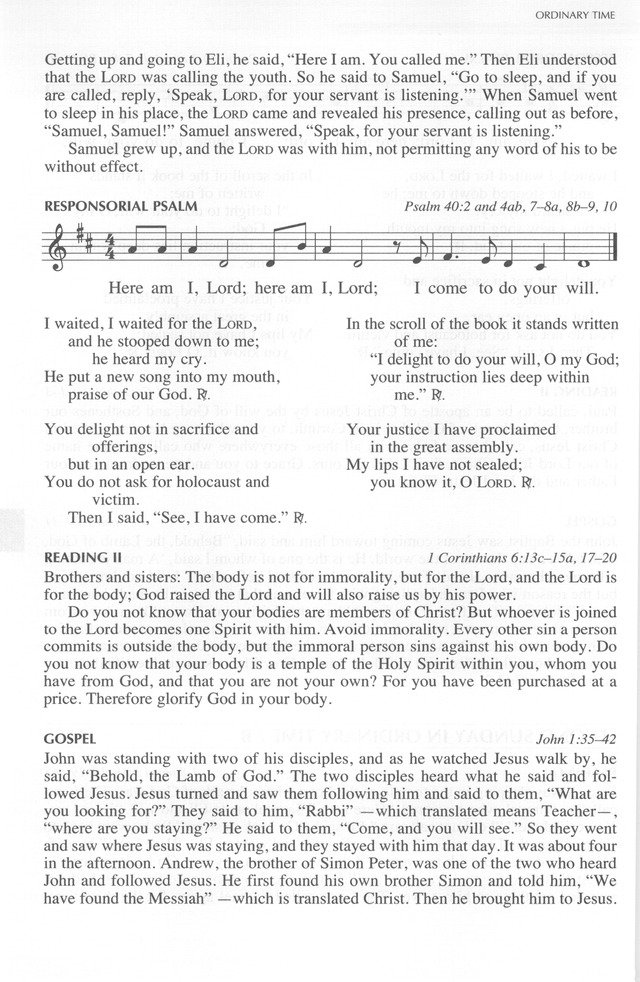 ORDINARY TIME
Getting up and going to Eli, he said, “Here I am. You called me.” Then Eli understood
that the LORD was calling the youth. So he said to Samuel, “Go to sleep, and if you
are called, reply, ‘Speak, LORD, for your servant is listening.’” When Samuel went
to sleep in his place, the LORD came and revealed his presence, calling out as before,
“Samuel, Samuel!” Samuel answered, “Speak, for your servant is listening.”
Samuel grew up, and the LORD was with him, not permitting any word of his to be
without effect.
RESPONSORIAL PSALM Psalm 40:2 and 4ab, 7–8a, 8b–9, 10
Here am I, Lord; here am I, Lord; I come to do your will.
I waited, I waited for the LORD,
and he stooped down to me;
he heard my cry.
He put a new song into my mouth,
praise of our God. ℟.
You delight not in sacrifice and
offerings,
but in an open ear.
You do not ask for holocaust and
victim.
Then I said, “See, I have come.” ℟.
In the scroll of the book it stands written
of me:
“I delight to do your will, O my God;
your instruction lies deep within
me.” ℟.
Your justice I have proclaimed
in the great assembly.
My lips I have not sealed;
you know it, O LORD. ℟.
READING II 1 Corinthians 6:13c–15a, 17–20
Brothers and sisters: The body is not for immorality, but for the Lord, and the Lord is
for the body; God raised the Lord and will also raise us by his power.
Do you not know that your bodies are members of Christ? But whoever is joined
to the Lord becomes one Spirit with him. Avoid immorality. Every other sin a person
commits is outside the body, but the immoral person sins against his own body. Do
you not know that your body is a temple of the Holy Spirit within you, whom you
have from God, and that you are not your own? For you have been purchased at a
price. Therefore glorify God in your body.
GOSPEL John 1:35–42
John was standing with two of his disciples, and as he watched Jesus walk by, he
said, “Behold, the Lamb of God.” The two disciples heard what he said and fol-
lowed Jesus. Jesus turned and saw them following him and said to them, “What are
you looking for?” They said to him, “Rabbi” —which translated means Teacher—,
“where are you staying?” He said to them, “Come, and you will see.” So they went
and saw where Jesus was staying, and they stayed with him that day. It was about four
in the afternoon. Andrew, the brother of Simon Peter, was one of the two who heard
John and followed Jesus. He first found his own brother Simon and told him, “We
have found the Messiah” —which is translated Christ. Then he brought him to Jesus.